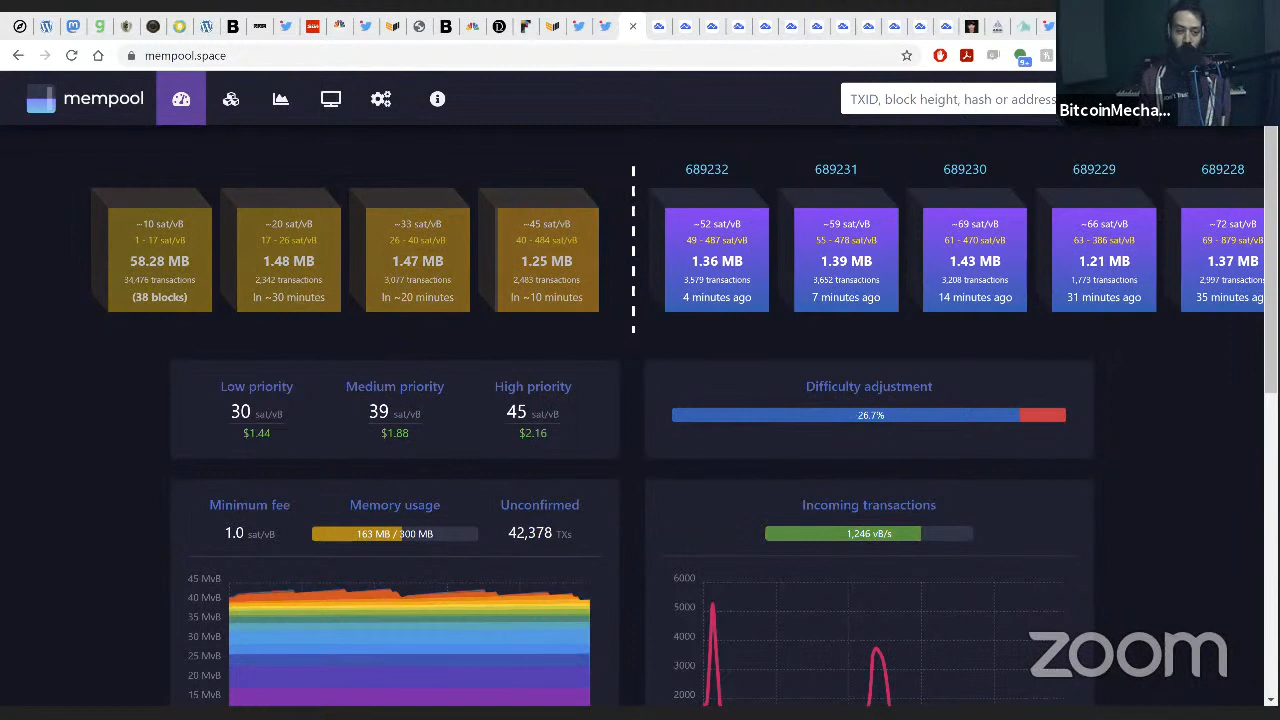 mempool.space
mempool
TXID, block height, hash or address
BitcoinMecha...
9+
689232
689231
689230
689229
689228
~10 sat/vB
1 - 17 sat/vB
58.28 MB
34,476 transactions
(38 blocks)
~20 sat/vB
17 - 26 sat/vB
1.48 MB
2,342 transactions
In ~30 minutes
~33 sat/vB
26 - 40 sat/vB
1.47 MB
3,077 transactions
In ~20 minutes
~45 sat/vB
40 - 484 sat/vB
1.25 MB
2,483 transactions
In ~10 minutes
~52 sat/vB
49 - 487 sat/vB
1.36 MB
3,579 transactions
4 minutes ago
~59 sat/vB
55 - 478 sat/vB
1.39 MB
3,652 transactions
7 minutes ago
~69 sat/vB
61 - 470 sat/vB
1.43 MB
3,208 transactions
14 minutes ago
~66 sat/vB
63 - 386 sat/vB
1.21 MB
1,773 transactions
31 minutes ago
~72 sat/vB
69 - 879 sat/vB
1.37 MB
2,997 transactions
35 minutes ago
Low priority
Medium priority
High priority
30 sat/vB
39 sat/vB
45 sat/vB
$1.44
$1.88
$2.16
Difficulty adjustment
26.7%
Minimum fee
Memory usage
Unconfirmed
1.0 sat/vB
163 MB / 300 MB
42,378 TXs
Incoming transactions
1,246 vB/s
45 MvB
40 MvB
35 MvB
30 MvB
25 MvB
20 MvB
15 MvB
6000
5000
4000
3000
2000
zoom